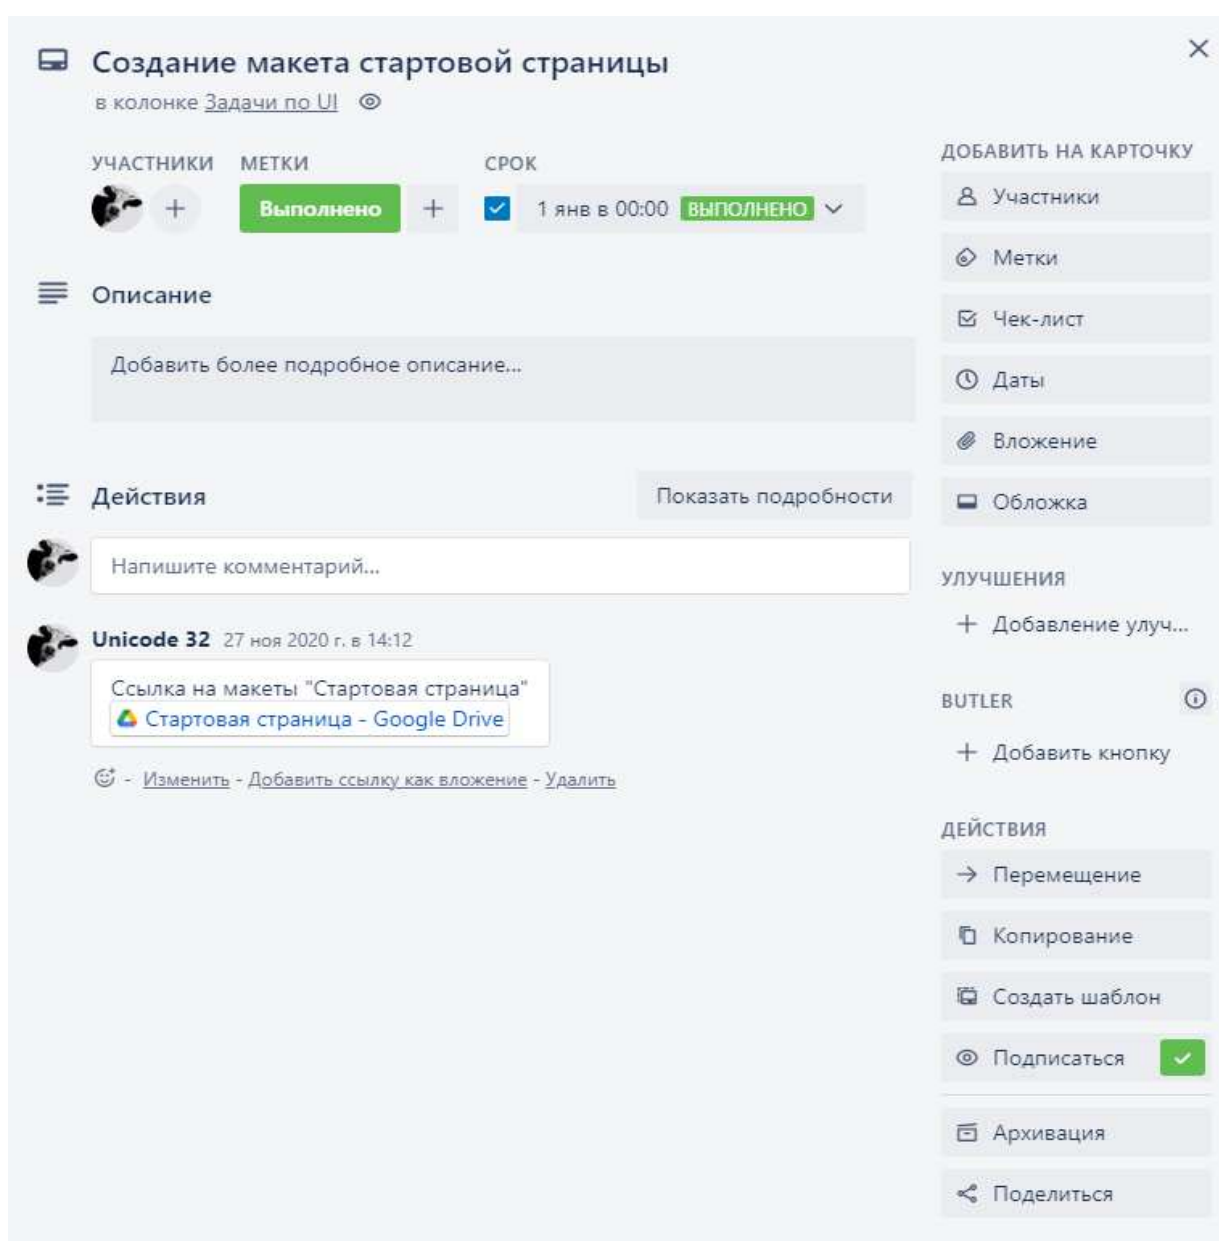 Создание макета стартовой страницы
в колонке Задачи по UI
УЧАСТНИКИ
МЕТКИ
СРОК
Выполнено
1 янв в 00:00 ВЫПОЛНЕНО
Описание
Добавить более подробное описание...
Действия
Показать подробности
Напишите комментарий...
Unicode 32 27 ноя 2020 г. в 14:12
Ссылка на макеты "Стартовая страница"
Стартовая страница - Google Drive
- Изменить - Добавить ссылку как вложение - Удалить
ДОБАВИТЬ НА КАРТОЧКУ
Участники
Метки
Чек-лист
Даты
Вложение
Обложка
УЛУЧШЕНИЯ
Добавление улуч...
BUTLER
Добавить кнопку
ДЕЙСТВИЯ
Перемещение
Копирование
Создать шаблон
Подписаться
Архивация
Поделиться